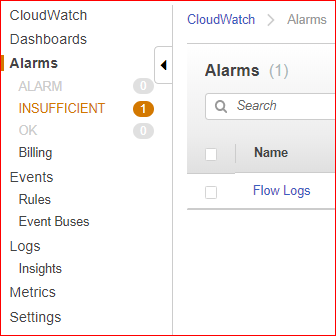 CloudWatch
Dashboards
Alarms
ALARM 0
INSUFFICIENT 1
OK 0
Billing
Events
Rules
Event Buses
Logs
Insights
Metrics
Settings
CloudWatch > Alarms
Alarms (1)
Search
Name
Flow Logs